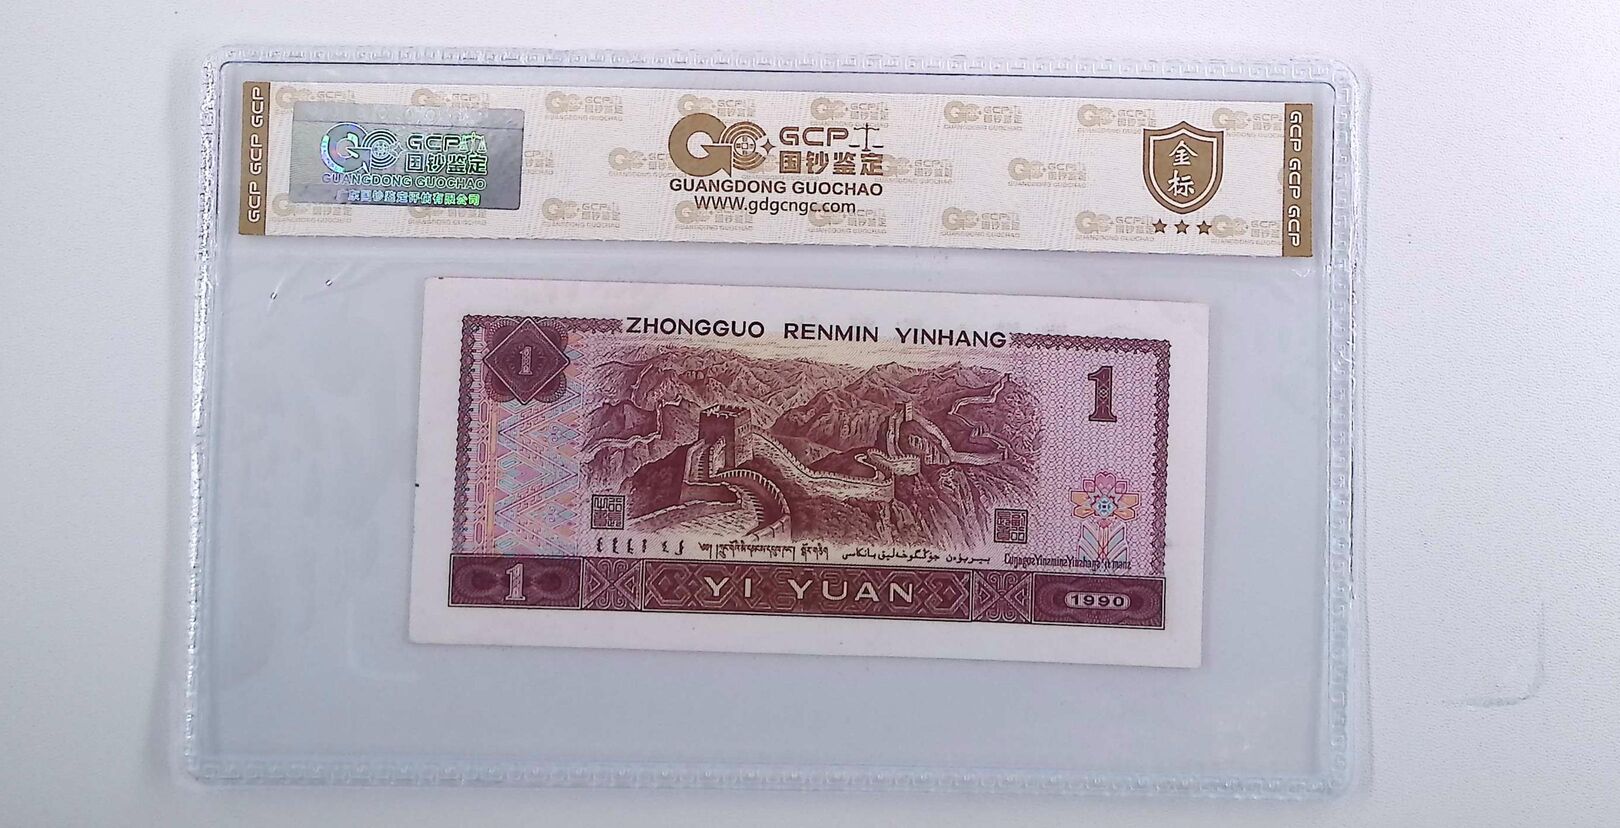 GCP GCP GCP
GCP
国钞鉴定
GUANGDONG GUOCHAO
广东国钞鉴定评估有限公司
GCP
国钞鉴定
GUANGDONG GUOCHAO
WWW.gdgcngc.com
金
标
GCP GCP GCP
ZHONGGUO RENMIN YINHANG
1
1
1
YI YUAN
1990